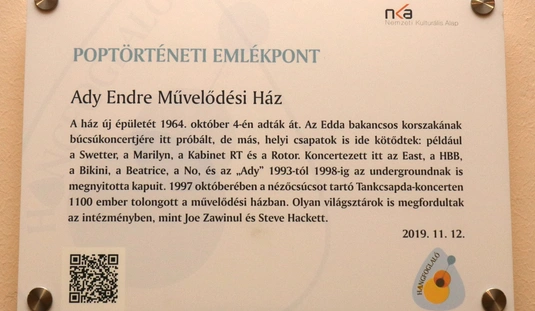 nka
Nemzeti Kulturális Alap
POPTÖRTÉNETI EMLÉKPONT
Ady Endre Művelődési Ház
A ház új épületét 1964. október 4-én adták át. Az Edda bakancsos korszakának
búcsúkoncertjére itt próbált, de más, helyi csapatok is ide kötődtek: például
a Swetter, a Marilyn, a Kabinet RT és a Rotor. Koncertezett itt az East, a HBB,
a Bikini, a Beatrice, a No, és az „Ady” 1993-tól 1998-ig az undergroundnak is
megnyitotta kapuit. 1997 októberében a nézőcsúcsot tartó Tankcsapda-koncerten
1100 ember tolongott a művelődési házban. Olyan világsztárok is megfordultak
az intézményben, mint Joe Zawinul és Steve Hackett.
2019. 11. 12.
HANGFOGLALÓ